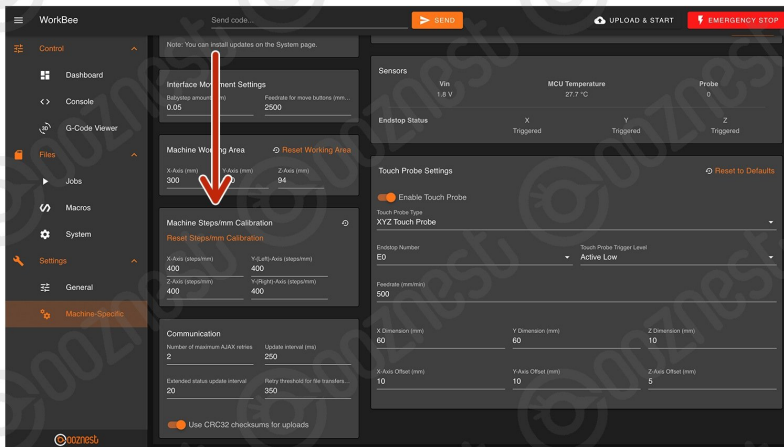 WorkBee
Send code...
SEND
UPLOAD & START
EMERGENCY STOP
Control
Dashboard
Console
3D
G-Code Viewer
Files
Jobs
Macros
System
Settings
General
Machine-Specific
ooznest
Note: You can install updates on the System page.
Interface Movement Settings
Babystep amount (mm)
Feedrate for move buttons (mm...
0.05
2500
Machine Working Area
Reset Working Area
X-Axis (mm)
Y-Axis (mm)
Z-Axis (mm)
300
94
Machine Steps/mm Calibration
Reset Steps/mm Calibration
X-Axis (steps/mm)
Y-(Left)-Axis (steps/mm)
400
400
Z-Axis (steps/mm)
Y-(Right)-Axis (steps/mm)
400
400
Communication
Number of maximum AJAX retries
Update interval (ms)
2
250
Extended status update interval
Retry threshold for file transfers...
20
350
Use CRC32 checksums for uploads
Sensors
Vin
MCU Temperature
Probe
1.8 V
27.7 °C
0
Endstop Status
X
Y
Z
Triggered
Triggered
Triggered
Touch Probe Settings
Reset to Defaults
Enable Touch Probe
Touch Probe Type
XYZ Touch Probe
Endstop Number
Touch Probe Trigger Level
E0
Active Low
Feedrate (mm/min)
500
X Dimension (mm)
Y Dimension (mm)
Z Dimension (mm)
60
60
10
X-Axis Offset (mm)
Y-Axis Offset (mm)
Z-Axis Offset (mm)
10
10
5